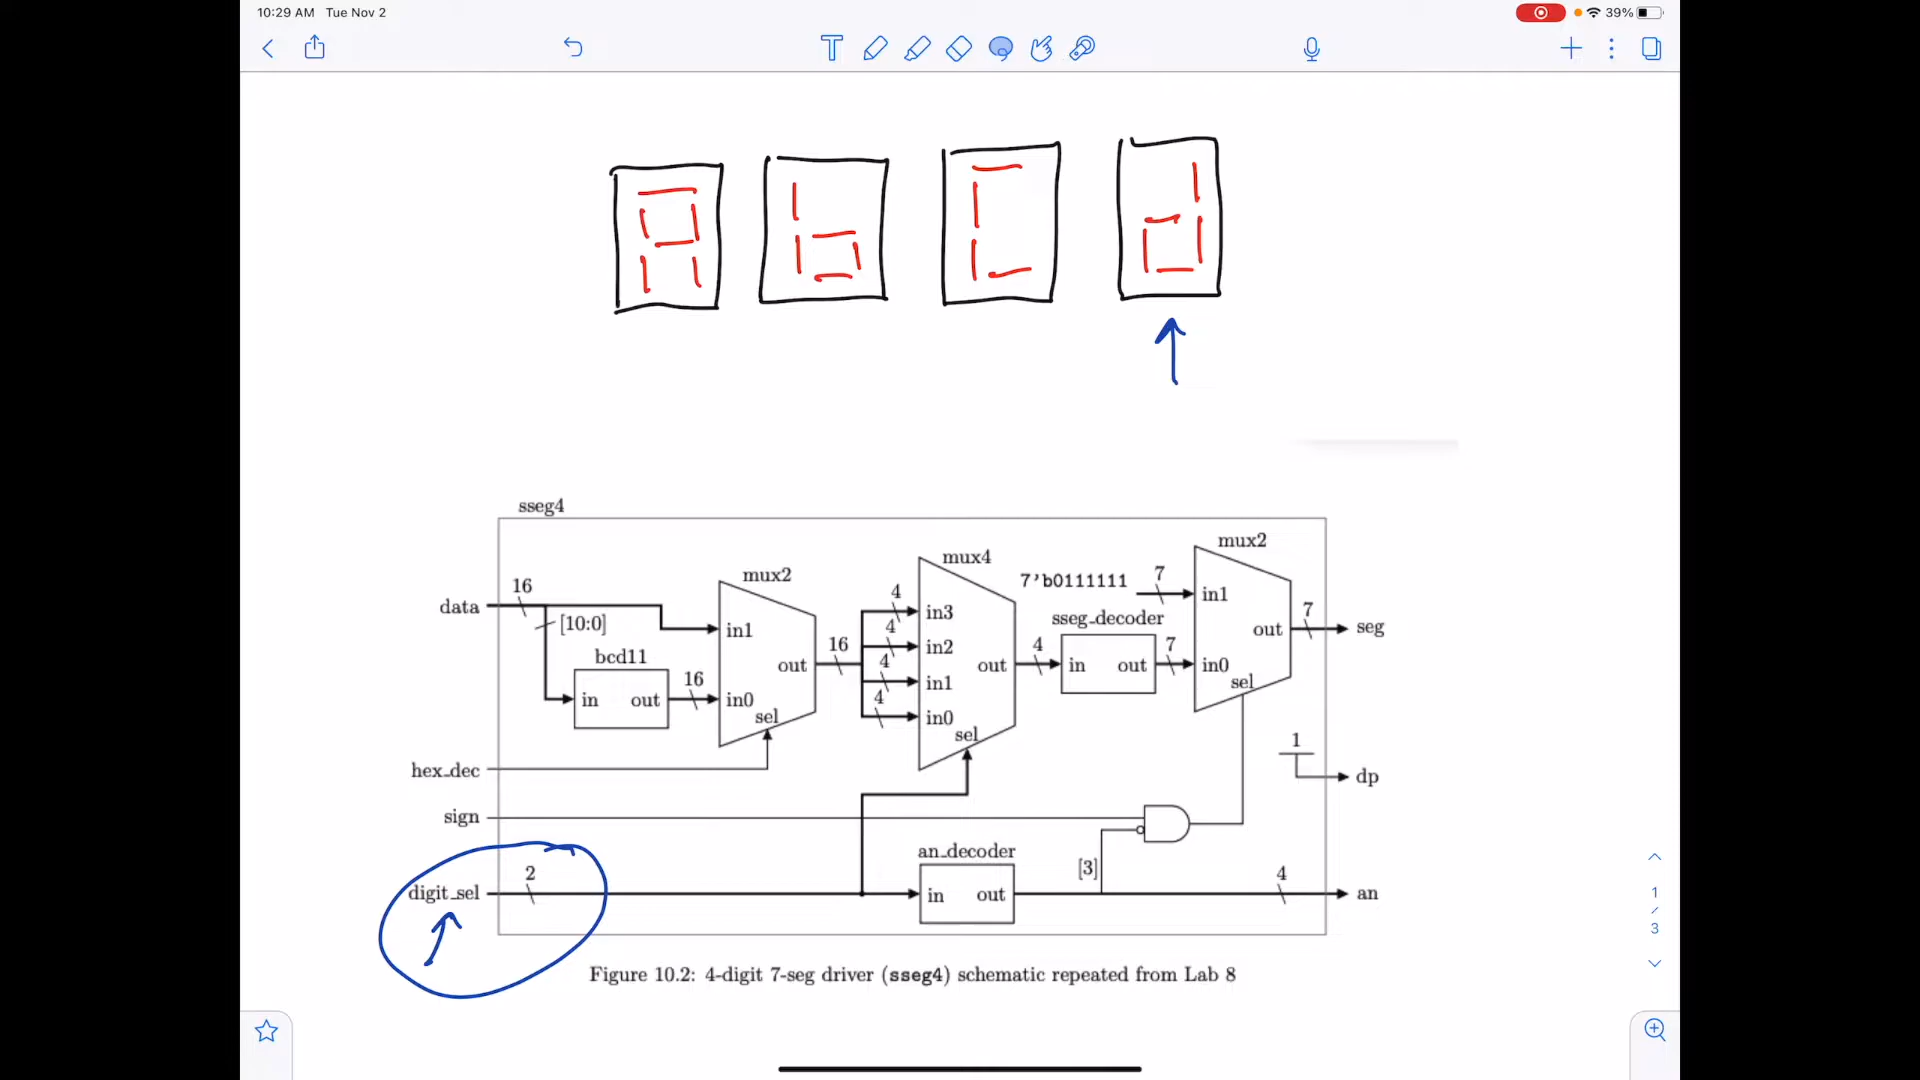 10:29 AM Tue Nov 2
39%
A b C d
sseg4
mux2
mux4
7'b0111111
7
mux2
16
data
[10:0]
in1
bcd11
in out
16
in0
out
sel
16
4
in3
4
in2
4
in1
4
in0
out
sel
4
sseg_decoder
in out
7
in1
in0
out
sel
7
seg
1
dp
hex_dec
sign
digit_sel
2
an_decoder
in out
[3]
4
an
1
/
3
Figure 10.2: 4-digit 7-seg driver (sseg4) schematic repeated from Lab 8